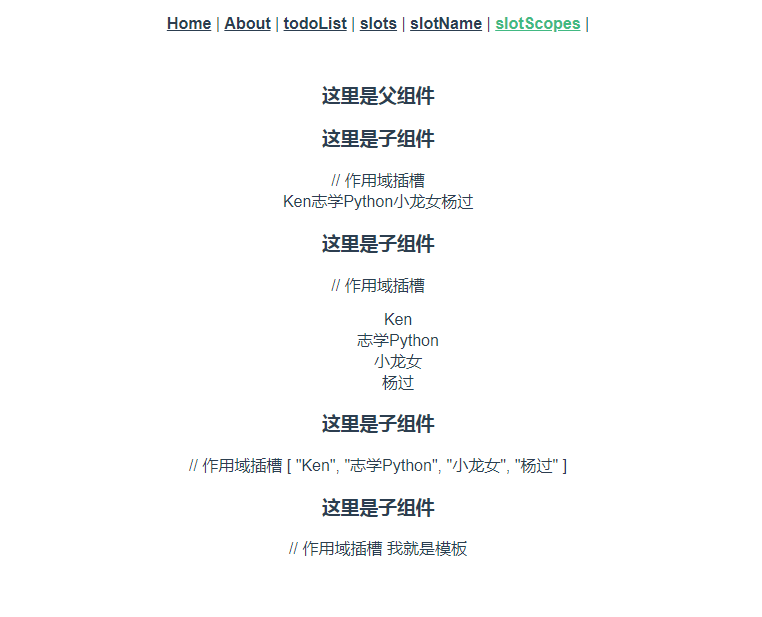 Home | About | todoList | slots | slotName | slotScopes |
这里是父组件
这里是子组件
// 作用域插槽
Ken志学Python小龙女杨过
这里是子组件
// 作用域插槽
Ken
志学Python
小龙女
杨过
这里是子组件
// 作用域插槽 [ "Ken", "志学Python", "小龙女", "杨过" ]
这里是子组件
// 作用域插槽 我就是模板